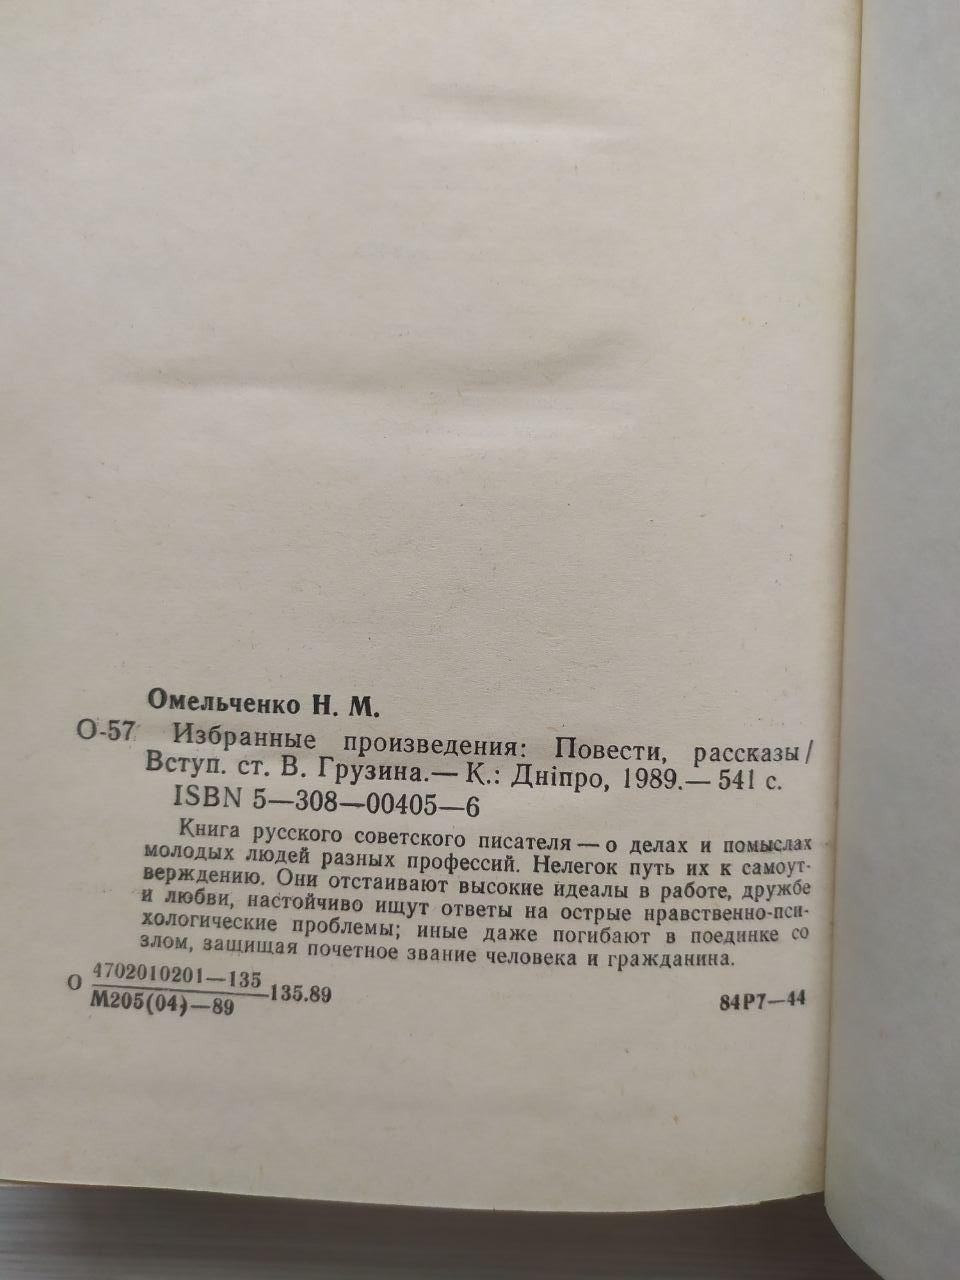 Омельченко Н. М.
О-57 Избранные произведения: Повести, рассказы/
Вступ. ст. В. Грузина.— К.: Дніпро, 1989.— 541 с.
ISBN 5—308—00405—6
Книга русского советского писателя — о делах и помыслах
молодых людей разных профессий. Нелегок путь их к самоут-
верждению. Они отстаивают высокие идеалы в работе, дружбе
и любви, настойчиво ищут ответы на острые нравственно-пси-
хологические проблемы; иные даже погибают в поединке со
злом, защищая почетное звание человека и гражданина.
О 4702010201—135
М205(04)—89
—135.89
84Р7—44